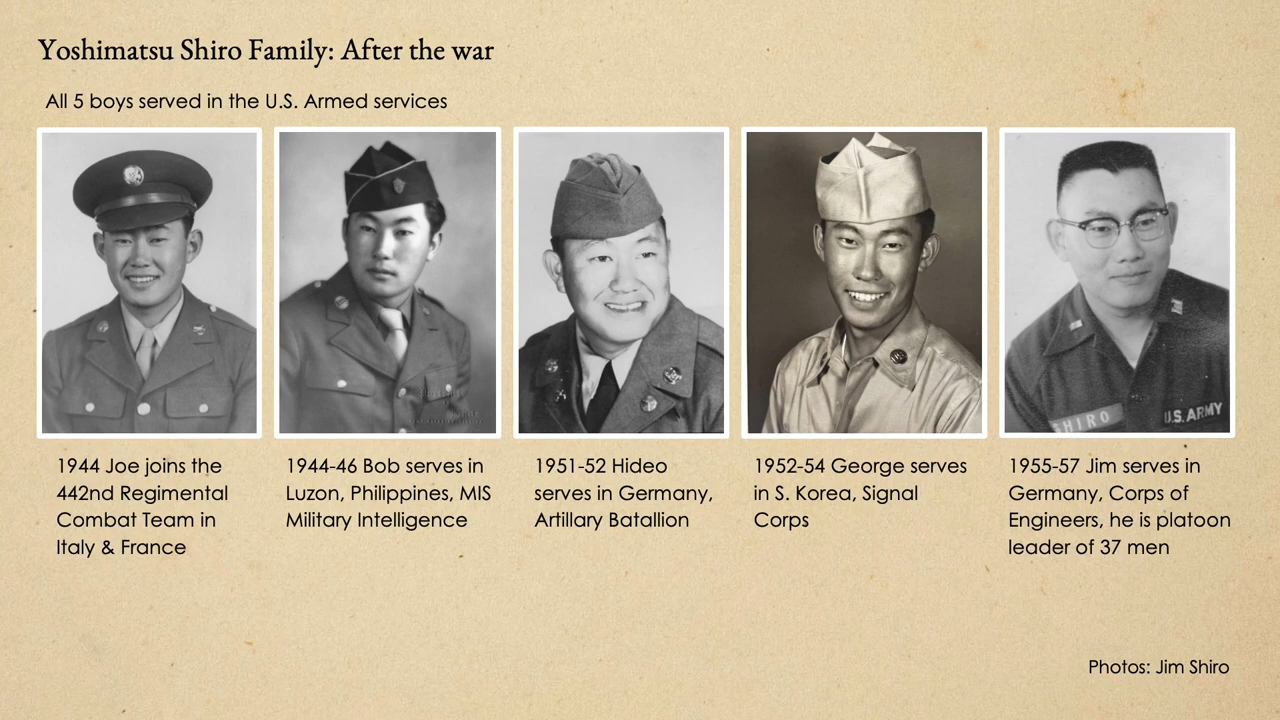 Yoshimatsu Shiro Family: After the war
All 5 boys served in the U.S. Armed services
SHIRO
U.S. ARMY
1944 Joe joins the
442nd Regimental
Combat Team in
Italy & France
1944-46 Bob serves in
Luzon, Philippines, MIS
Military Intelligence
1951-52 Hideo
serves in Germany,
Artillary Batallion
1952-54 George serves
in S. Korea, Signal
Corps
1955-57 Jim serves in
Germany, Corps of
Engineers, he is platoon
leader of 37 men
Photos: Jim Shiro